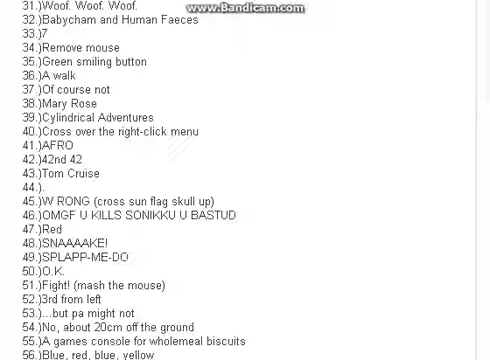 www.Bandicam.com
31.)Woof. Woof. Woof.
32.)Babycham and Human Faeces
33.)7
34.)Remove mouse
35.)Green smiling button
36.)A walk
37.)Of course not
38.)Mary Rose
39.)Cylindrical Adventures
40.)Cross over the right-click menu
41.)AFRO
42.)42nd 42
43.)Tom Cruise
44.).
45.)W RONG (cross sun flag skull up)
46.)OMGF U KILLS SONIKKU U BASTUD
47.)Red
48.)SNAAAAKE!
49.)SPLAPP-ME-DO
50.)O.K.
51.)Fight! (mash the mouse)
52.)3rd from left
53.)...but pa might not
54.)No, about 20cm off the ground
55.)A games console for wholemeal biscuits
56.)Blue, red, blue, yellow